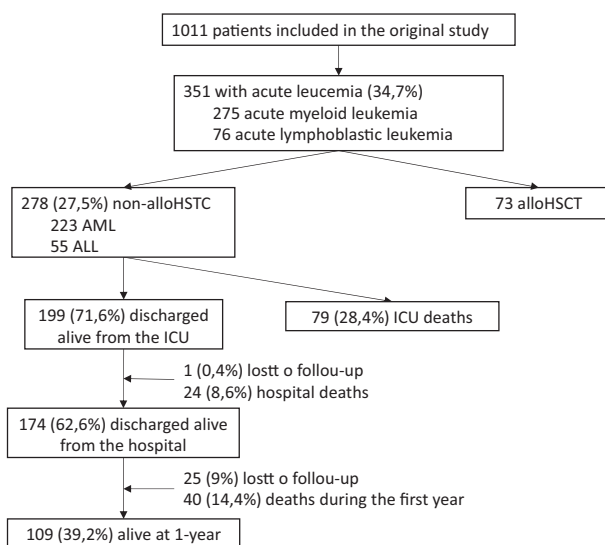 1011 patients included in the original study
351 with acute leucemia (34,7%)
275 acute myeloid leukemia
76 acute lymphoblastic leukemia
278 (27,5%) non-alloHSTC
223 AML
55 ALL
73 alloHSCT
199 (71,6%) discharged
alive from the ICU
79 (28,4%) ICU deaths
1 (0,4%) lostt o follou-up
24 (8,6%) hospital deaths
174 (62,6%) discharged alive
from the hospital
25 (9%) lostt o follou-up
40 (14,4%) deaths during the first year
109 (39,2%) alive at 1-year